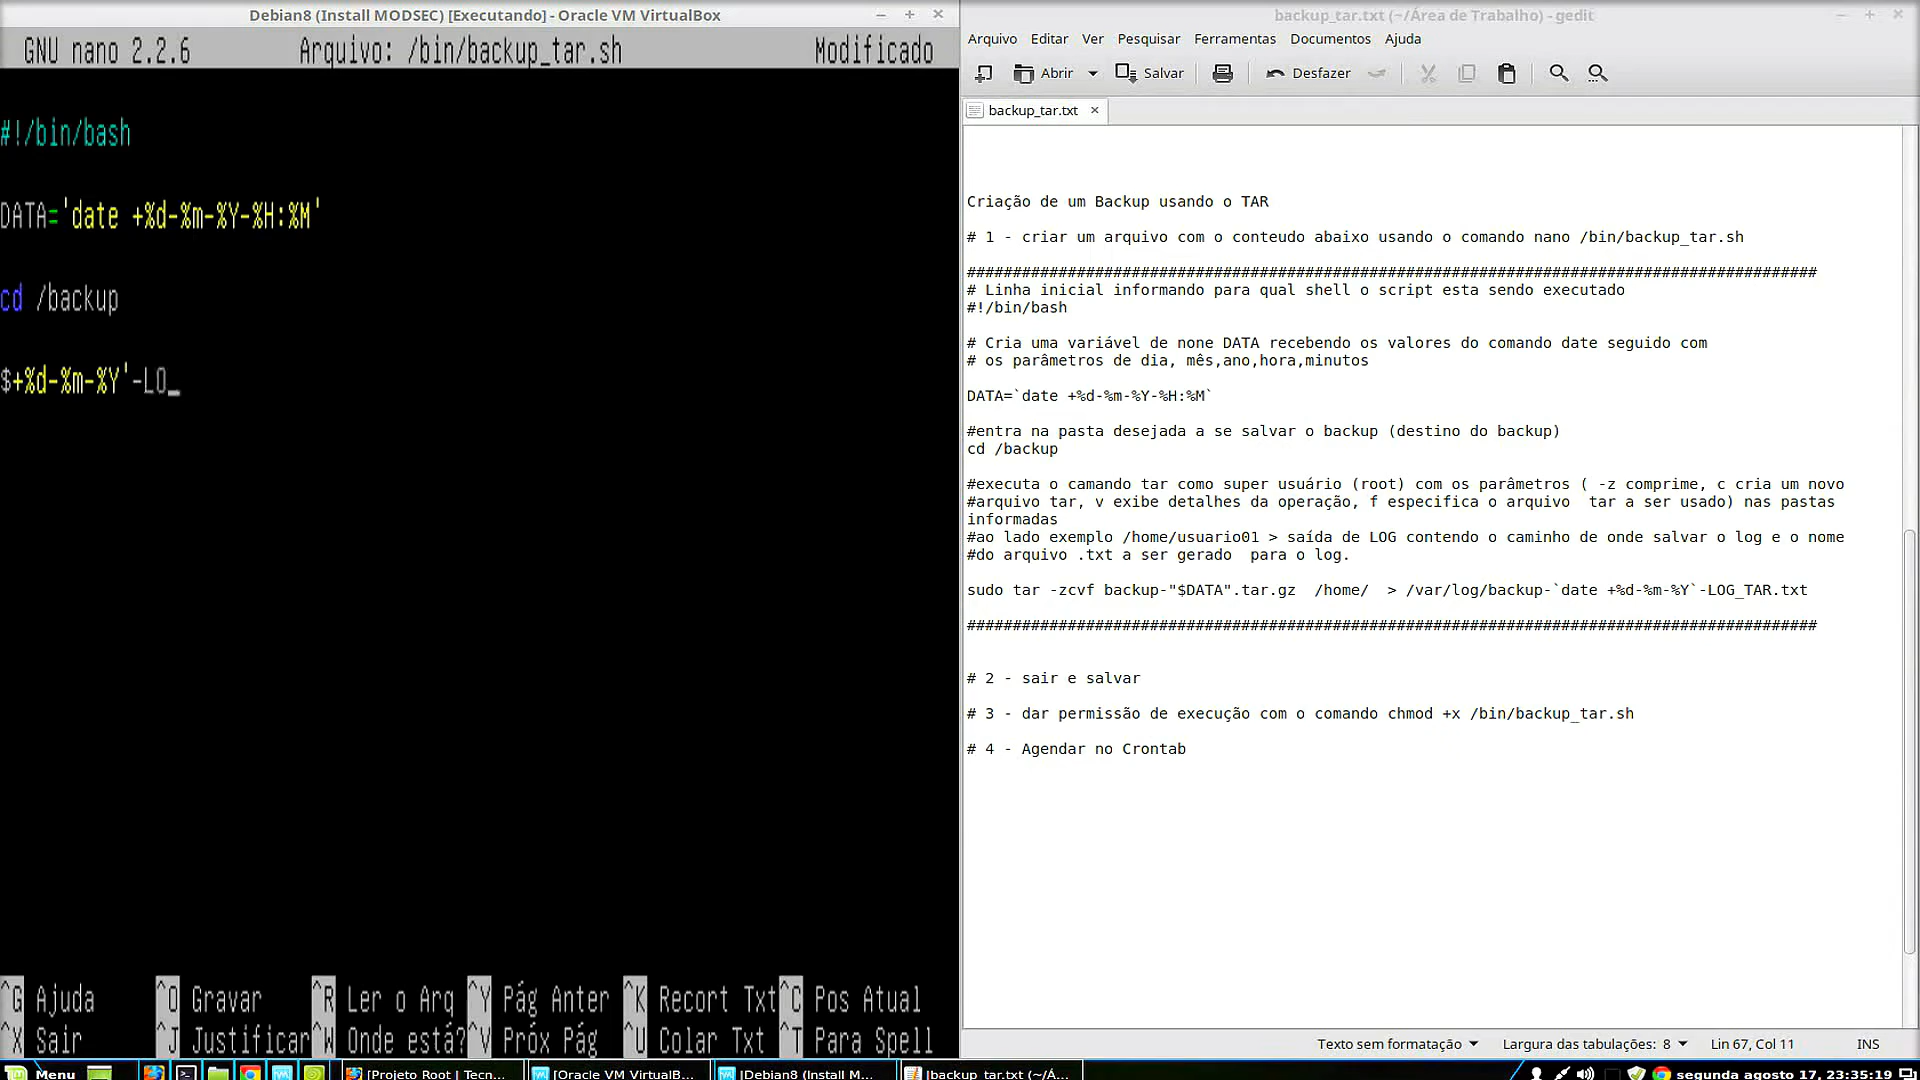 Debian8 (Install MODSEC) [Executando] - Oracle VM VirtualBox
GNU nano 2.2.6 Arquivo: /bin/backup_tar.sh Modificado
#!/bin/bash
DATA='date +%d-%m-%Y-%H:%M'
cd /backup
$+%d-%m-%Y'-LO_
^G Ajuda ^O Gravar ^R Ler o Arq ^Y Pág Anter ^K Recort Txt ^C Pos Atual
^X Sair ^J Justificar ^W Onde está? ^V Próx Pág ^U Colar Txt ^T Para Spell
backup_tar.txt (~/Área de Trabalho) - gedit
Arquivo Editar Ver Pesquisar Ferramentas Documentos Ajuda
Abrir Salvar Desfazer
backup_tar.txt
Criação de um Backup usando o TAR
# 1 - criar um arquivo com o conteudo abaixo usando o comando nano /bin/backup_tar.sh
#############################################################################################
# Linha inicial informando para qual shell o script esta sendo executado
#!/bin/bash
# Cria uma variável de none DATA recebendo os valores do comando date seguido com
# os parâmetros de dia, mês,ano,hora,minutos
DATA=`date +%d-%m-%Y-%H:%M`
#entra na pasta desejada a se salvar o backup (destino do backup)
cd /backup
#executa o camando tar como super usuário (root) com os parâmetros ( -z comprime, c cria um novo
#arquivo tar, v exibe detalhes da operação, f especifica o arquivo  tar a ser usado) nas pastas
informadas
#ao lado exemplo /home/usuario01 > saída de LOG contendo o caminho de onde salvar o log e o nome
#do arquivo .txt a ser gerado  para o log.
sudo tar -zcvf backup-"$DATA".tar.gz  /home/  > /var/log/backup-`date +%d-%m-%Y`-LOG_TAR.txt
#############################################################################################
# 2 - sair e salvar
# 3 - dar permissão de execução com o comando chmod +x /bin/backup_tar.sh
# 4 - Agendar no Crontab
Texto sem formatação Largura das tabulações: 8 Lin 67, Col 11 INS
Menu [Projeto Root | Tecn... [Oracle VM VirtualB... [Debian8 (Install M... [backup_tar.txt (~/Á... segunda agosto 17, 23:35:19